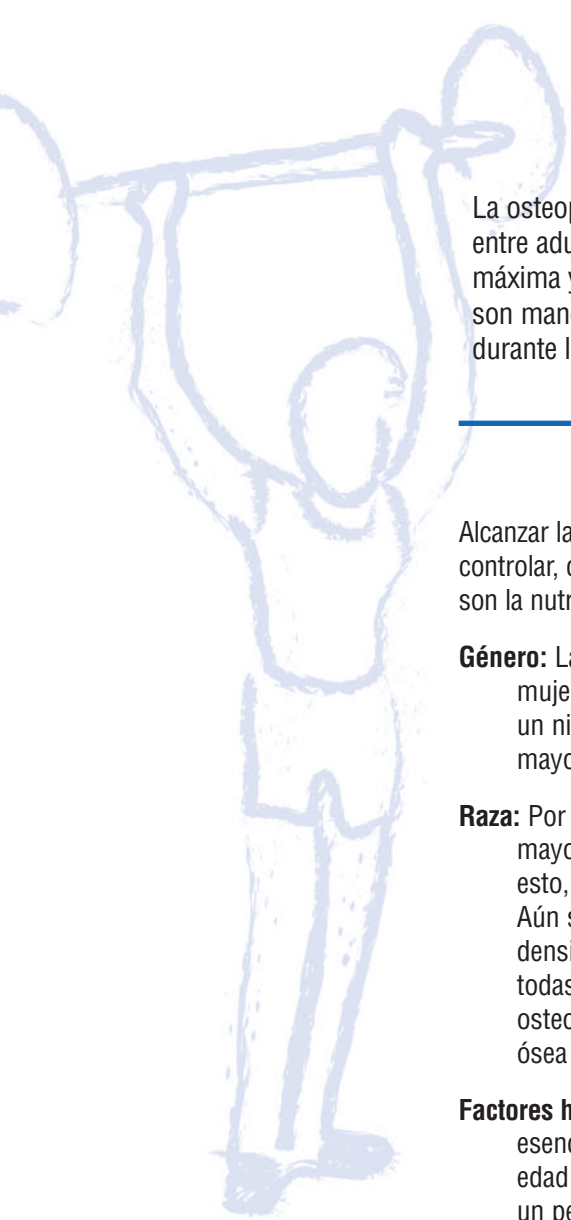 La osteop
entre adu
máxima y
son mane
durante l
Alcanzar la
controlar, c
son la nutr
Género: La
muje
un ni
mayo
Raza: Por
mayo
esto,
Aún s
densi
todas
osteo
ósea
Factores h
esenc
edad
un pe